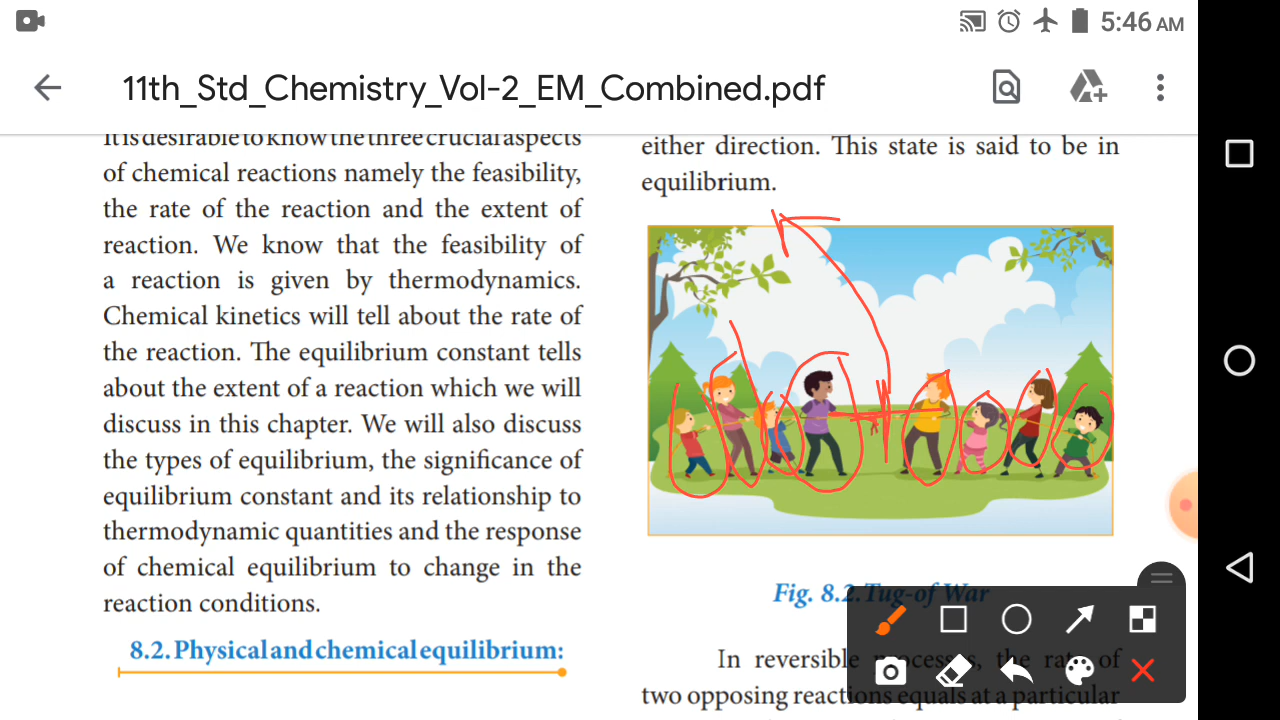 5:46 AM
11th_Std_Chemistry_Vol-2_EM_Combined.pdf
It is desirable to know the three crucial aspects
of chemical reactions namely the feasibility,
the rate of the reaction and the extent of
reaction. We know that the feasibility of
a reaction is given by thermodynamics.
Chemical kinetics will tell about the rate of
the reaction. The equilibrium constant tells
about the extent of a reaction which we will
discuss in this chapter. We will also discuss
the types of equilibrium, the significance of
equilibrium constant and its relationship to
thermodynamic quantities and the response
of chemical equilibrium to change in the
reaction conditions.
8.2. Physical and chemical equilibrium:
either direction. This state is said to be in
equilibrium.
Fig. 8.2. Tug-of War
In reversible processes, the rate of
two opposing reactions equals at a particular